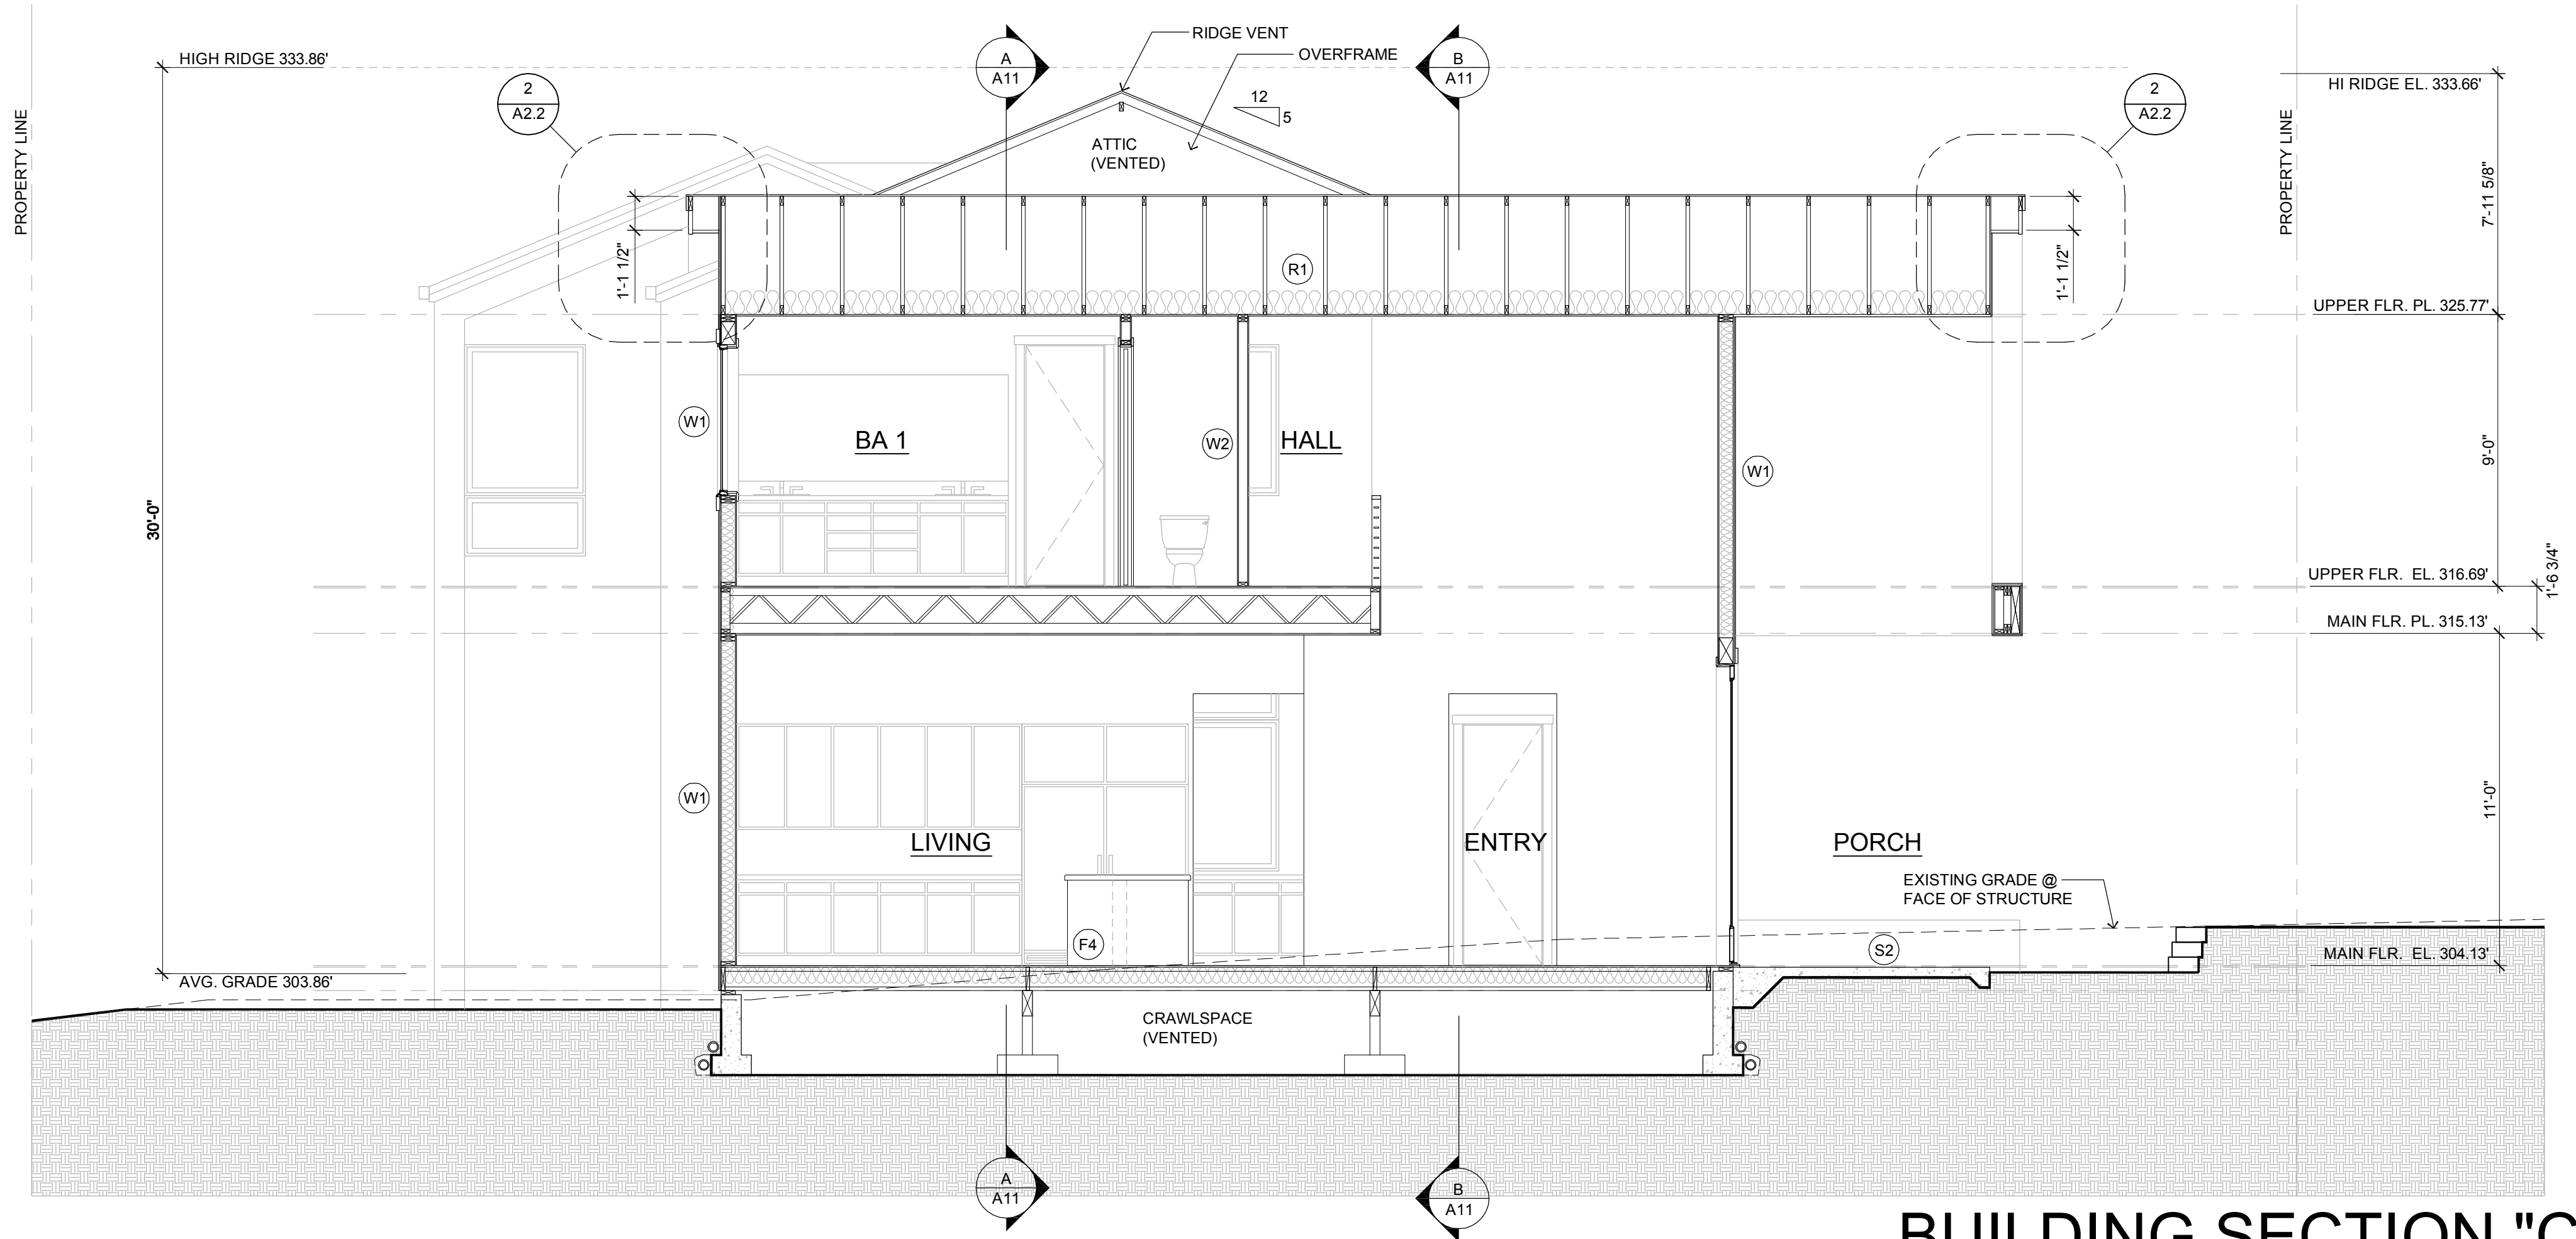 RIDGE VENT
OVERFRAME
HIGH RIDGE 333.86'
A
A11
B
A11
2
A2.2
2
A2.2
HI RIDGE EL. 333.66'
PROPERTY LINE
PROPERTY LINE
12
5
ATTIC
(VENTED)
7'-11 5/8"
1'-1 1/2"
1'-1 1/2"
R1
UPPER FLR. PL. 325.77'
W1
BA 1
W2
HALL
W1
9'-0"
30'-0"
UPPER FLR. EL. 316.69'
1'-6 3/4"
MAIN FLR. PL. 315.13'
W1
LIVING
ENTRY
PORCH
11'-0"
EXISTING GRADE @
FACE OF STRUCTURE
F4
S2
MAIN FLR. EL. 304.13'
AVG. GRADE 303.86'
CRAWLSPACE
(VENTED)
A
A11
B
A11
BUILDING SECTION "C